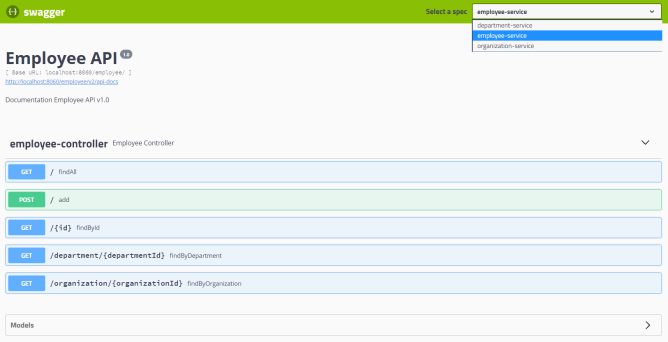 swagger
Select a spec
employee-service
department-service
employee-service
organization-service
Employee API 1.0
[ Base URL: localhost:8060/employee/ ]
http://localhost:8060/employee/v2/api-docs
Documentation Employee API v1.0
employee-controller Employee Controller
GET / findAll
POST / add
GET /{id} findById
GET /department/{departmentId} findByDepartment
GET /organization/{organizationId} findByOrganization
Models